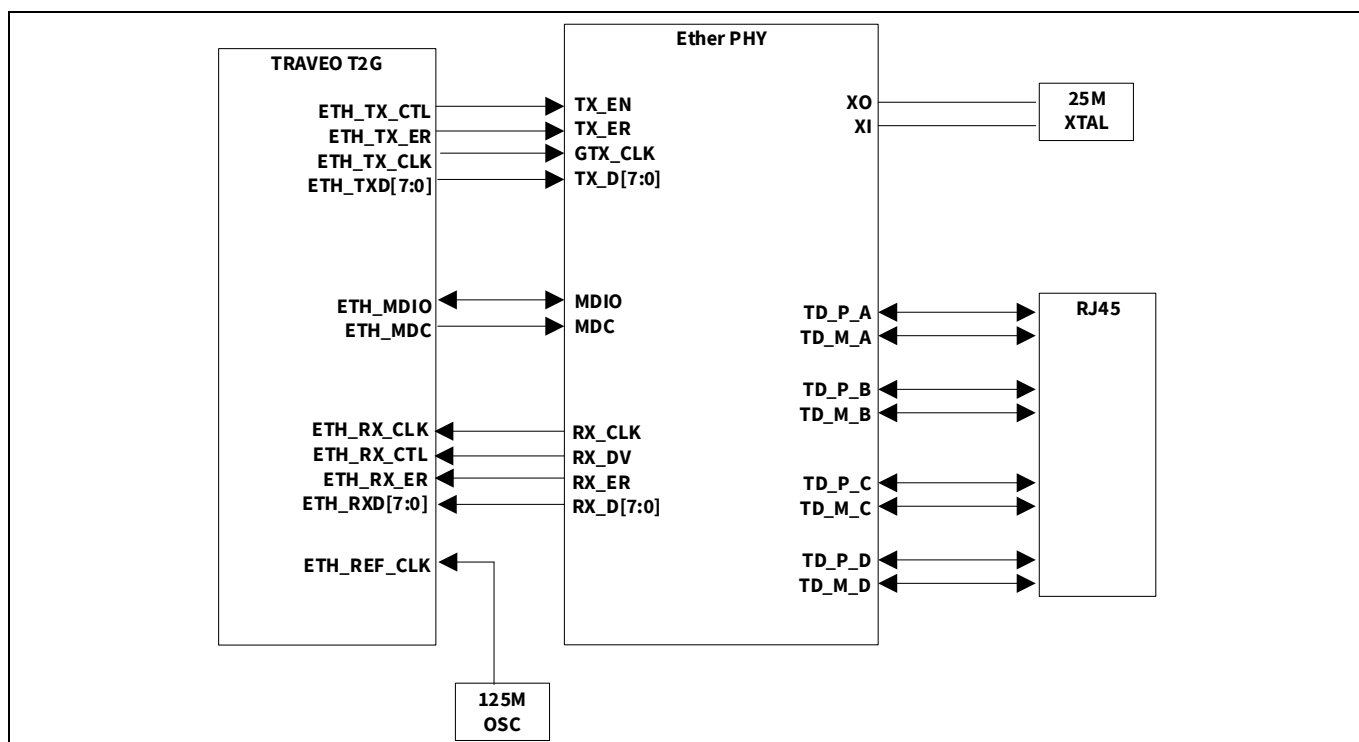 Ether PHY
TRAVEO T2G
ETH_TX_CTL
ETH_TX_ER
ETH_TX_CLK
ETH_TXD[7:0]
ETH_MDIO
ETH_MDC
ETH_RX_CLK
ETH_RX_CTL
ETH_RX_ER
ETH_RXD[7:0]
ETH_REF_CLK
TX_EN
TX_ER
GTX_CLK
TX_D[7:0]
MDIO
MDC
RX_CLK
RX_DV
RX_ER
RX_D[7:0]
XO
XI
TD_P_A
TD_M_A
TD_P_B
TD_M_B
TD_P_C
TD_M_C
TD_P_D
TD_M_D
25M
XTAL
RJ45
125M
OSC